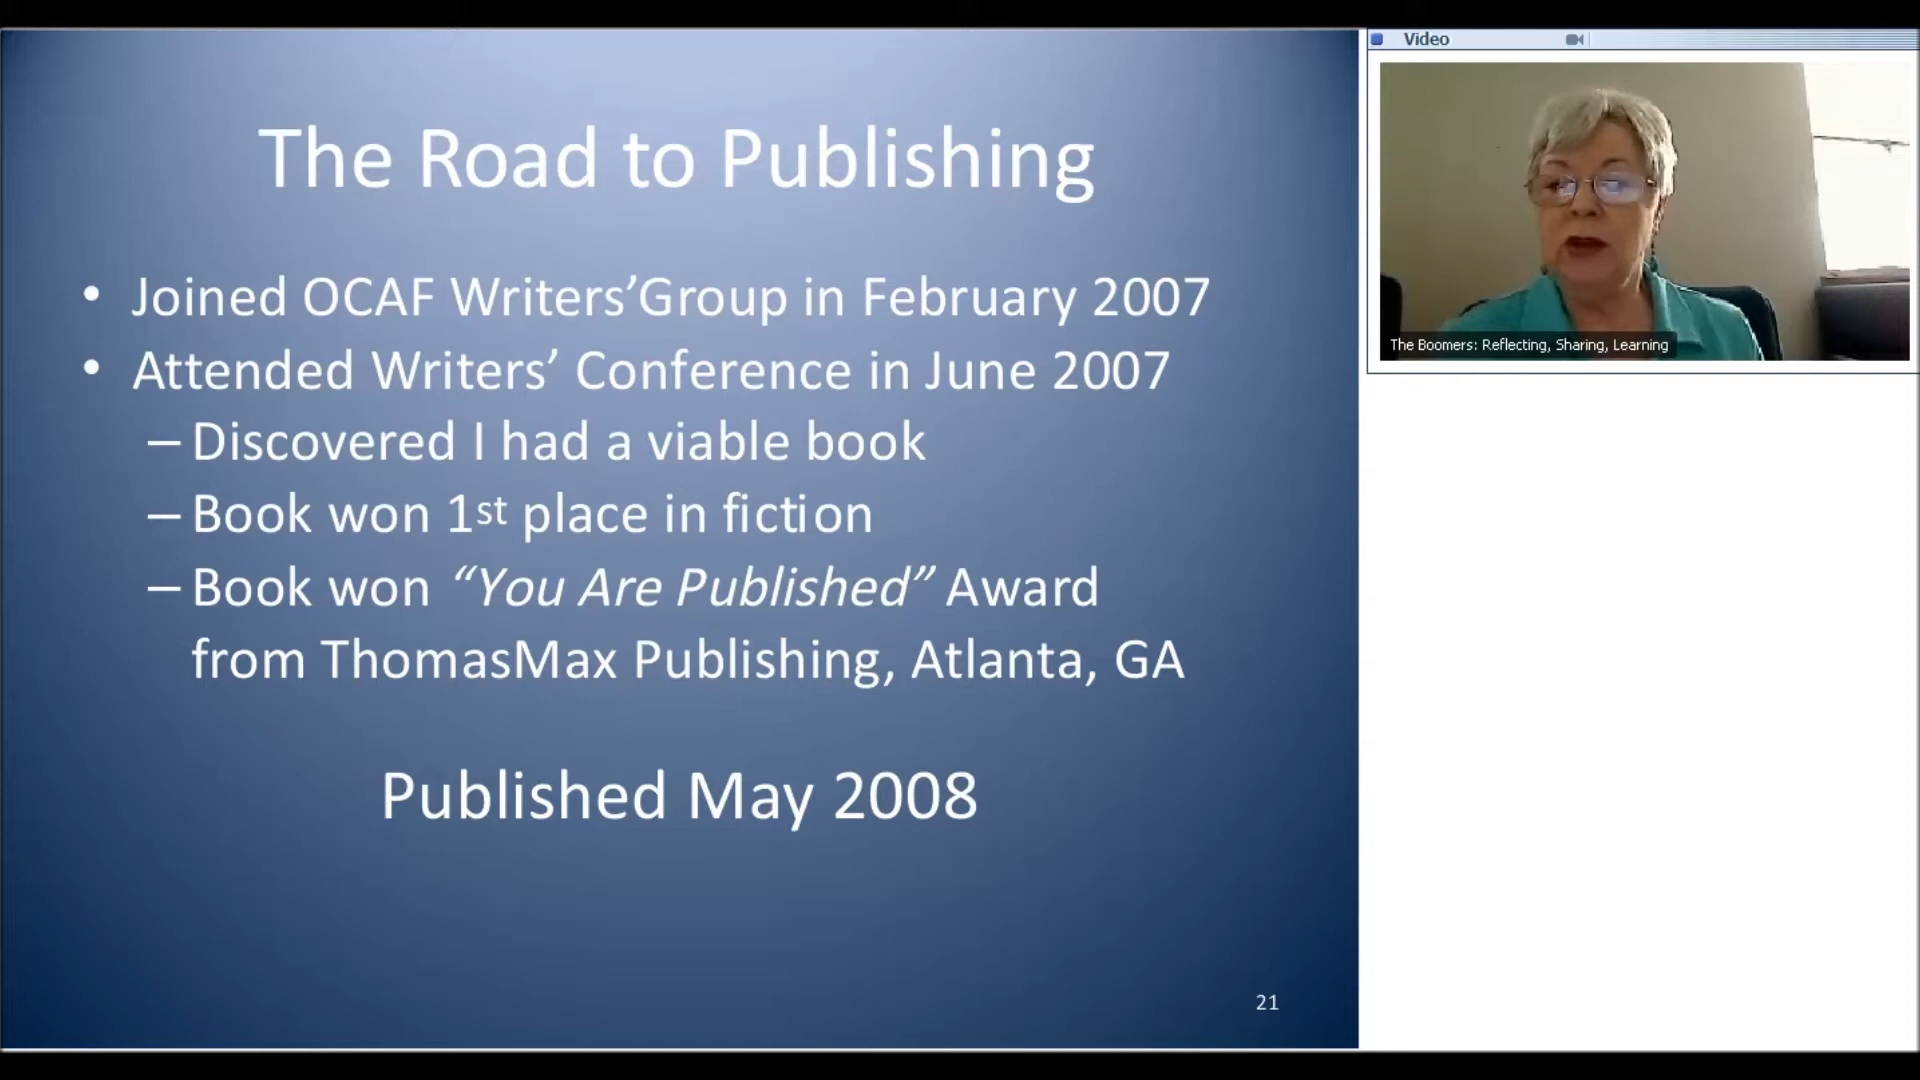 The Road to Publishing
• Joined OCAF Writers’Group in February 2007
• Attended Writers’ Conference in June 2007
– Discovered I had a viable book
– Book won 1st place in fiction
– Book won “You Are Published” Award
from ThomasMax Publishing, Atlanta, GA
Published May 2008
21
Video
The Boomers: Reflecting, Sharing, Learning